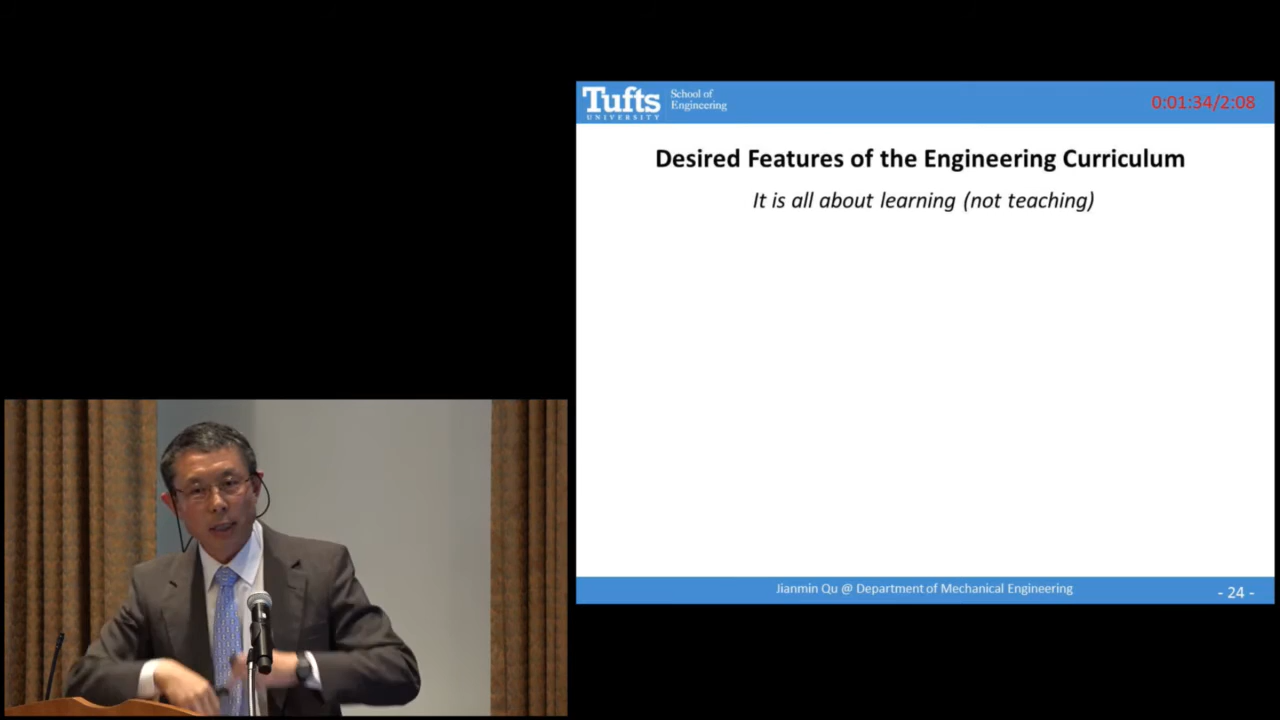 Tufts
UNIVERSITY
School of
Engineering
0:01:34/2:08
Desired Features of the Engineering Curriculum
It is all about learning (not teaching)
Jianmin Qu @ Department of Mechanical Engineering
- 24 -